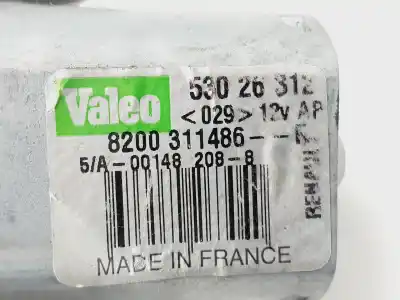 Valeo
530 26 312
<029> 12v AP
8200 311486--F
5/A-00148 208-8
RENAULT
MADE IN FRANCE